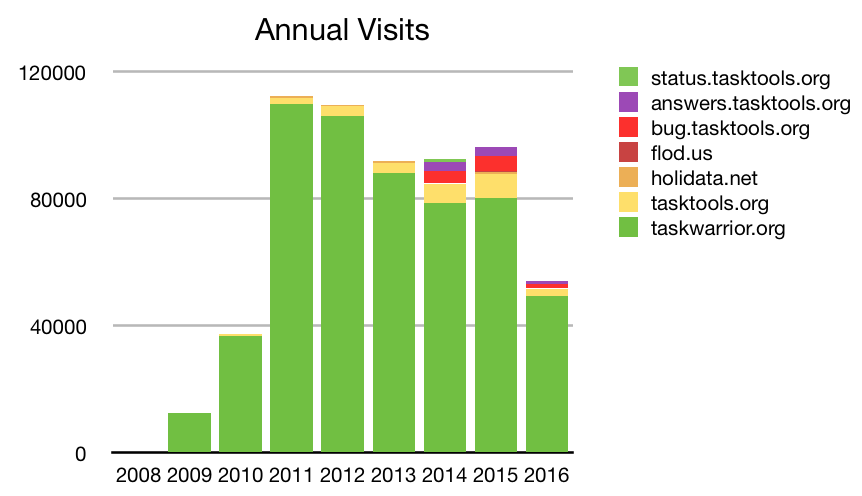 Annual Visits
120000
80000
40000
0
2008 2009 2010 2011 2012 2013 2014 2015 2016
status.tasktools.org
answers.tasktools.org
bug.tasktools.org
flod.us
holidata.net
tasktools.org
taskwarrior.org